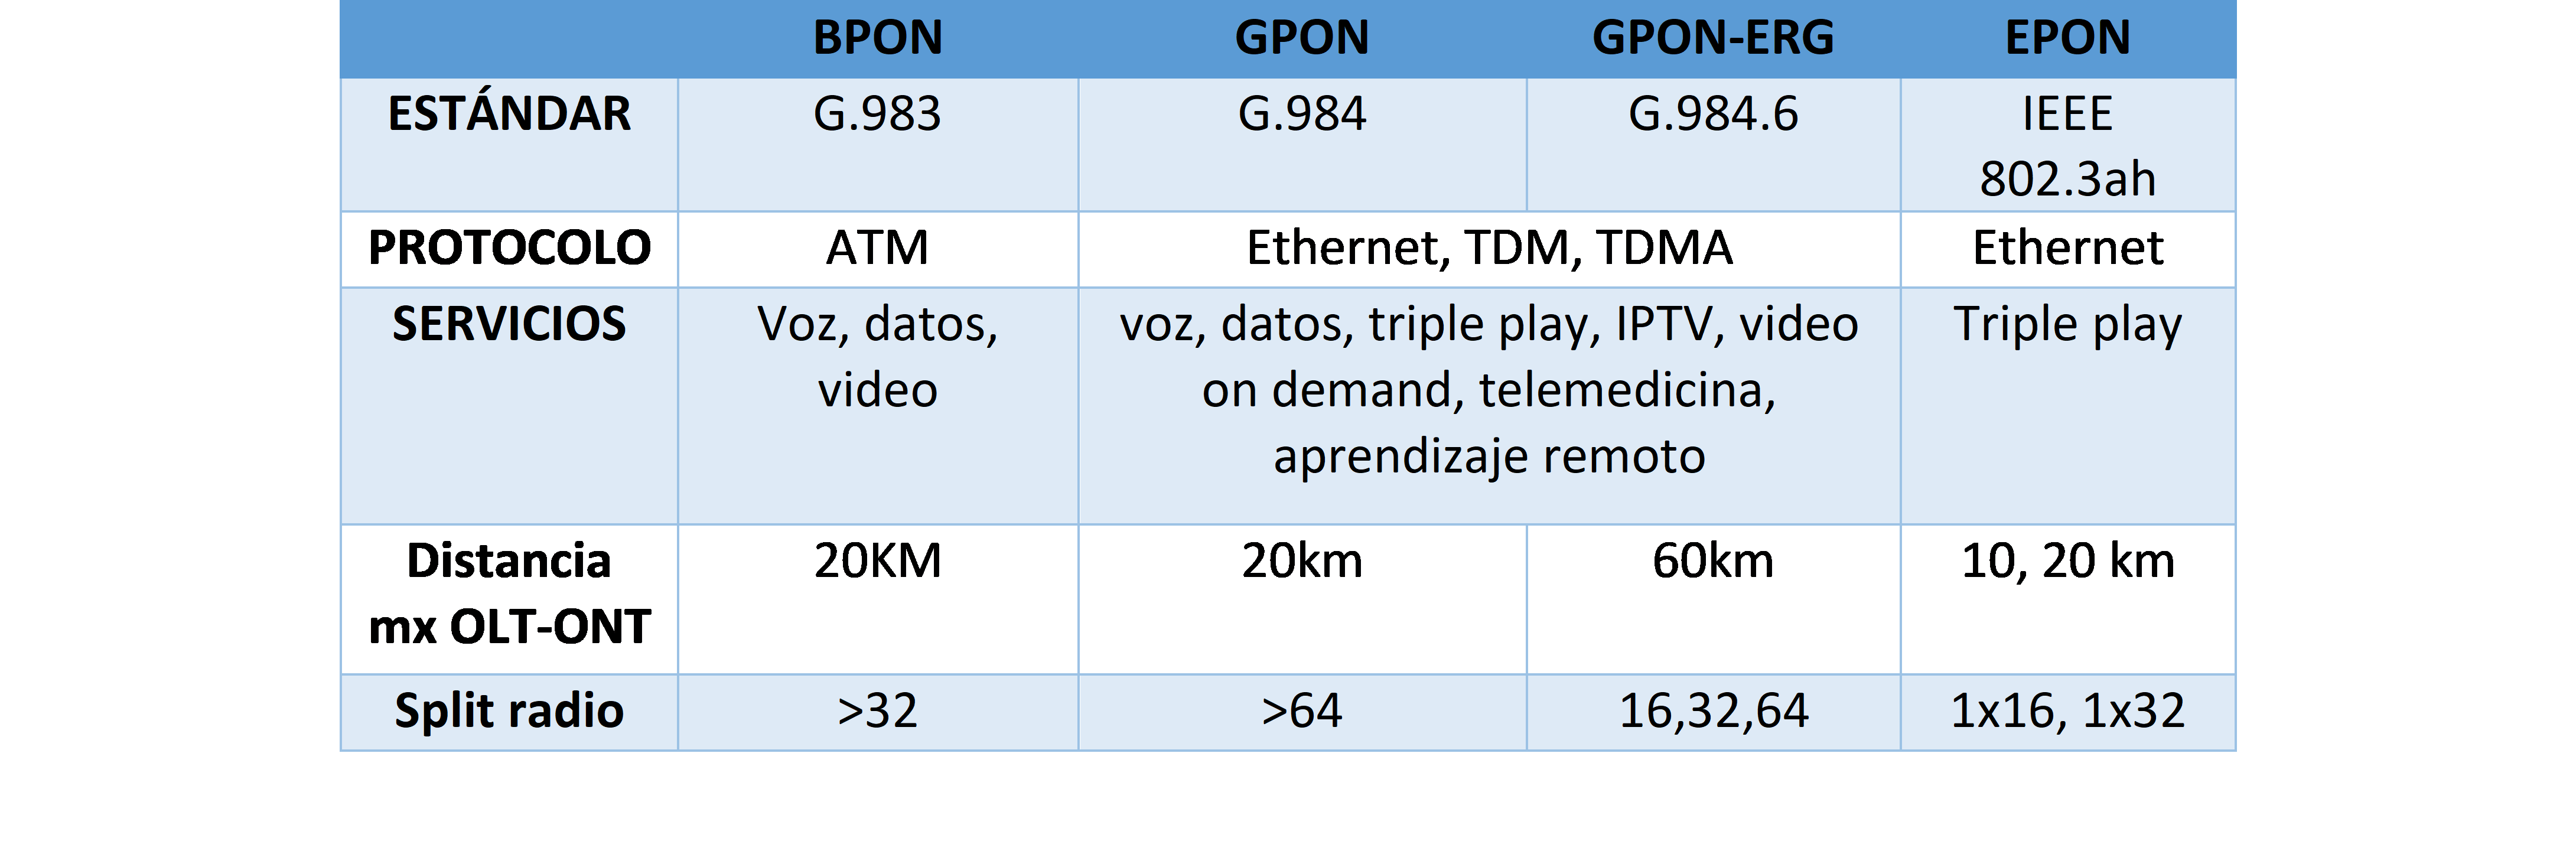 BPON GPON GPON-ERG EPON
ESTÁNDAR G.983 G.984 G.984.6 IEEE
802.3ah
PROTOCOLO ATM Ethernet, TDM, TDMA Ethernet
SERVICIOS Voz, datos, voz, datos, triple play, IPTV, video Triple play
video on demand, telemedicina,
aprendizaje remoto
Distancia 20KM 20km 60km 10, 20 km
mx OLT-ONT
Split radio >32 >64 16,32,64 1x16, 1x32